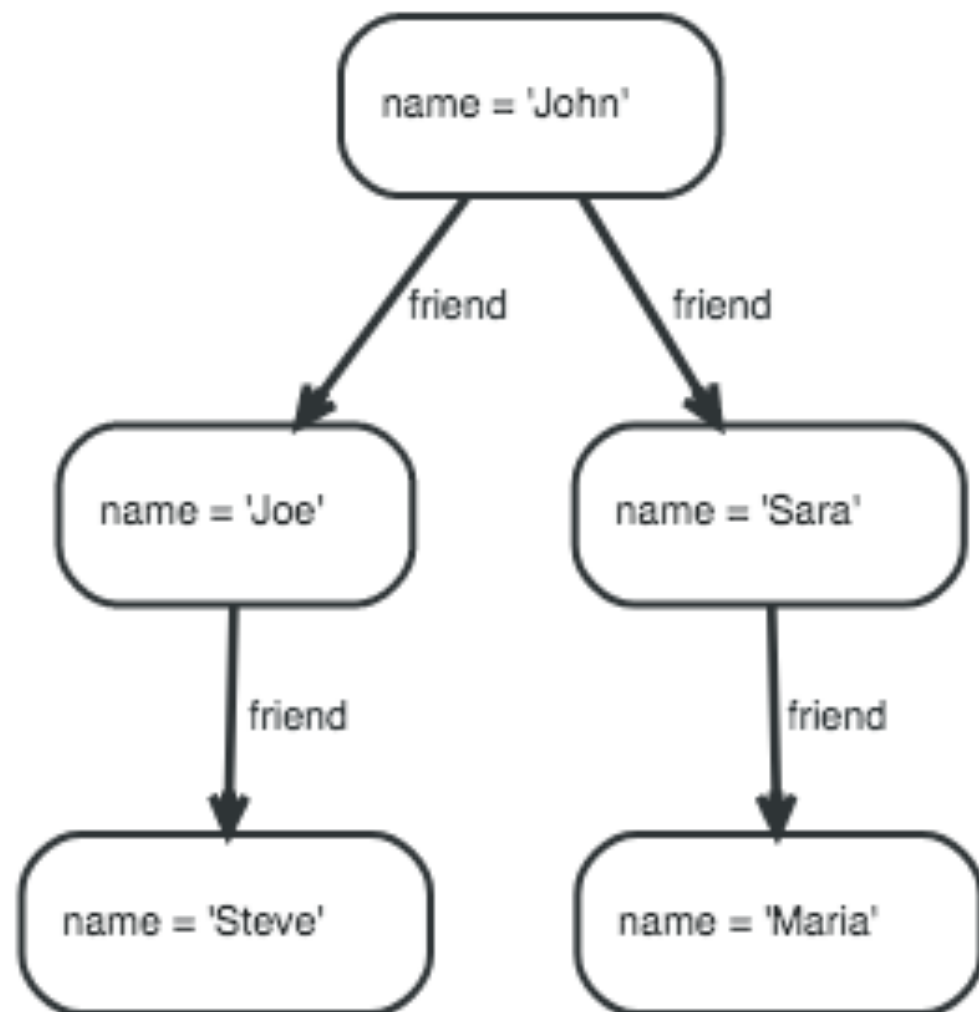 name = 'John'
friend
friend
name = 'Joe'
name = 'Sara'
friend
friend
name = 'Steve'
name = 'Maria'